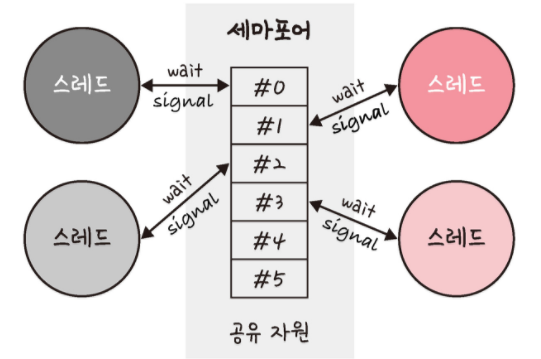 세마포어
스레드
wait
signal
#0
#1
#2
#3
#4
#5
wait
signal
스레드
스레드
wait
signal
wait
signal
스레드
공유 자원